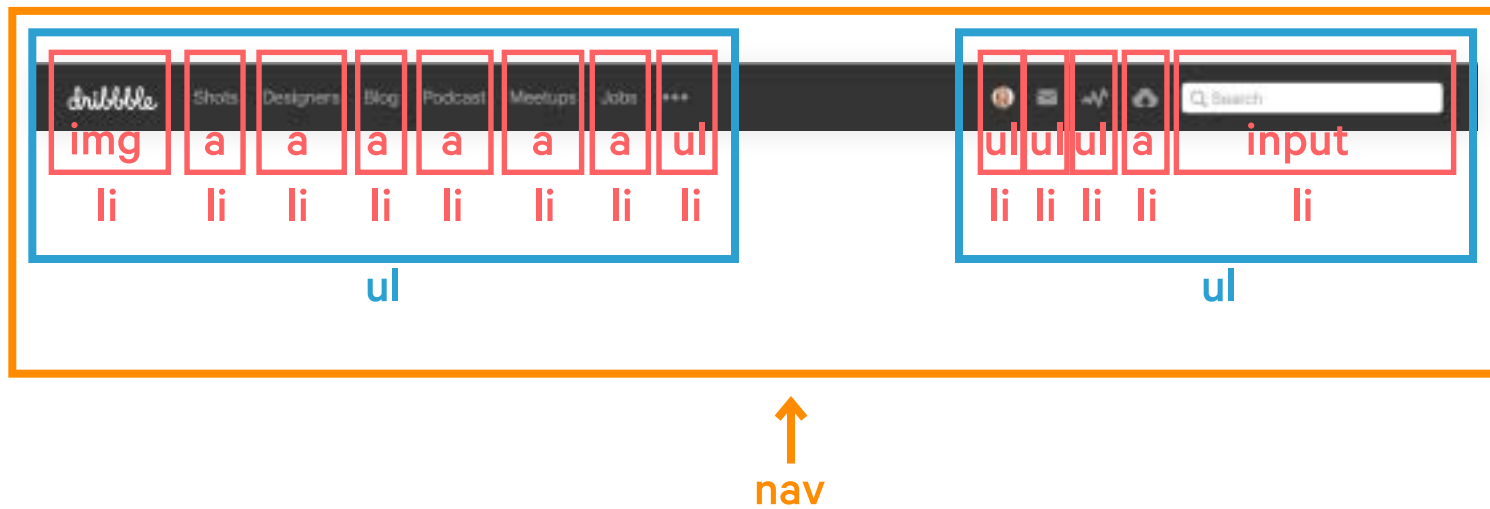 dribbble Shots Designers Blog Podcast Meetups Jobs ••• Search
img a a a a a a ul ul ul ul a input
li li li li li li li li li li li li li
ul ul
nav